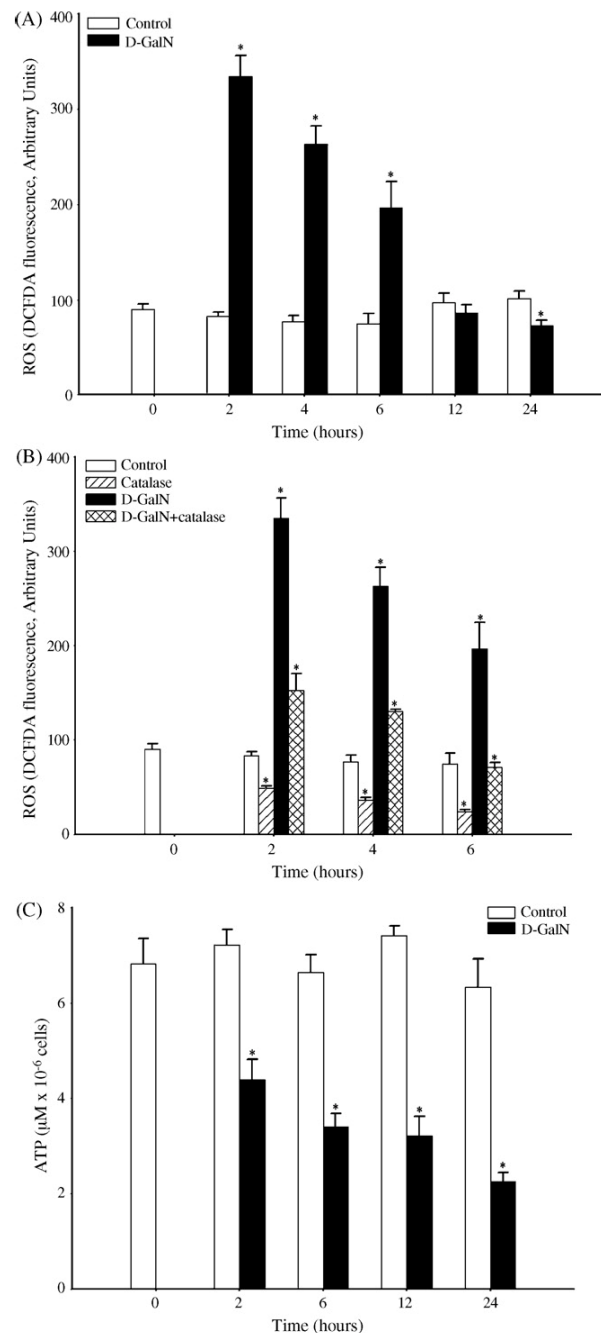 (A)
Control
D-GalN
400
300
200
100
0
ROS (DCFDA fluorescence, Arbitrary Units)
*
*
*
*
0 2 4 6 12 24
Time (hours)
(B)
Control
Catalase
D-GalN
D-GalN+catalase
400
300
200
100
0
ROS (DCFDA fluorescence, Arbitrary Units)
* * * *
* * * *
*
0 2 4 6
Time (hours)
(C)
Control
D-GalN
8
6
4
2
0
ATP (μM x 10⁻⁶ cells)
*
*
*
*
0 2 6 12 24
Time (hours)